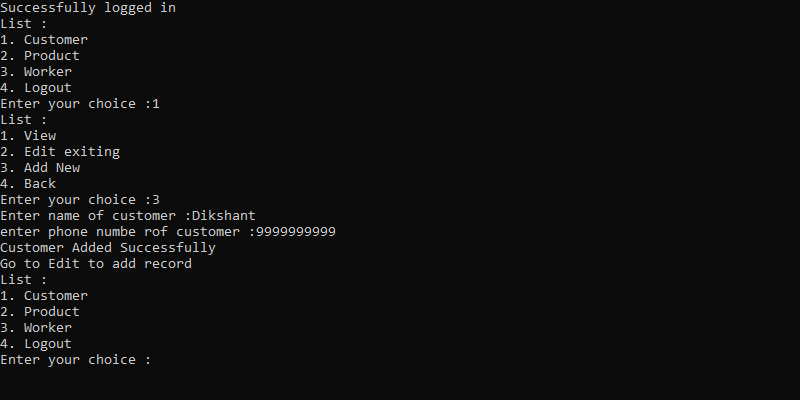 Successfully logged in
List :
1. Customer
2. Product
3. Worker
4. Logout
Enter your choice :1
List :
1. View
2. Edit exiting
3. Add New
4. Back
Enter your choice :3
Enter name of customer :Dikshant
enter phone numbe rof customer :9999999999
Customer Added Successfully
Go to Edit to add record
List :
1. Customer
2. Product
3. Worker
4. Logout
Enter your choice :